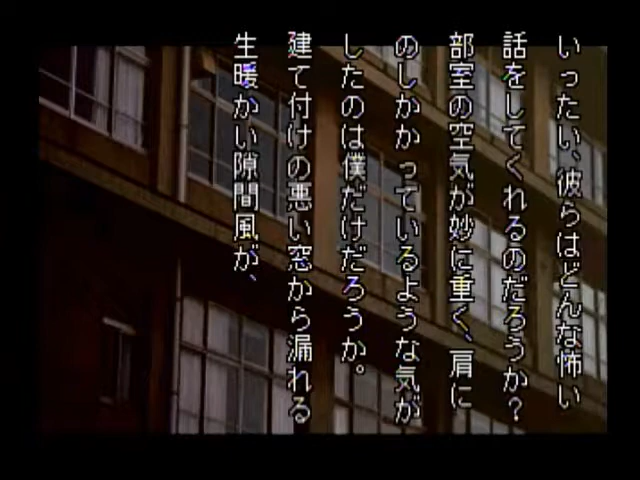 いったい、彼らはどんな怖い
話をしてくれるのだろうか？
部室の空気が妙に重く、肩に
のしかかっているような気が
したのは僕だけだろうか。
建て付けの悪い窓から漏れる
生暖かい隙間風が、